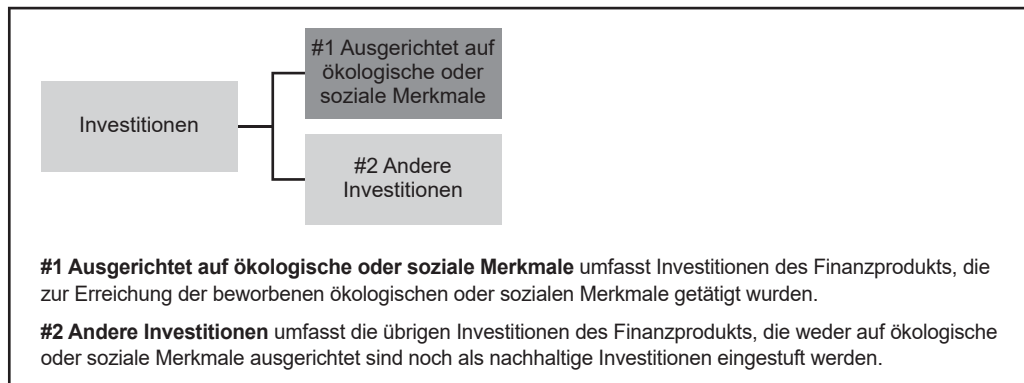 #1 Ausgerichtet auf
ökologische oder
soziale Merkmale
Investitionen
#2 Andere
Investitionen
#1 Ausgerichtet auf ökologische oder soziale Merkmale umfasst Investitionen des Finanzprodukts, die
zur Erreichung der beworbenen ökologischen oder sozialen Merkmale getätigt wurden.
#2 Andere Investitionen umfasst die übrigen Investitionen des Finanzprodukts, die weder auf ökologische
oder soziale Merkmale ausgerichtet sind noch als nachhaltige Investitionen eingestuft werden.